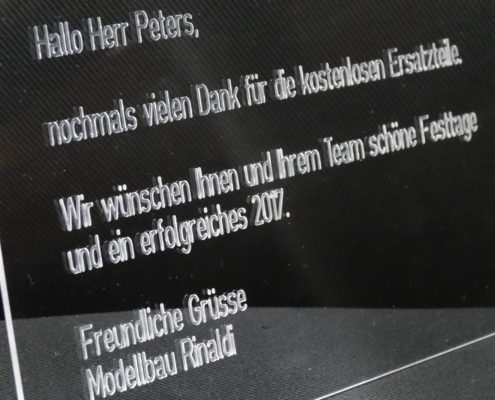 Hallo Herr Peters,
nochmals vielen Dank für die kostenlosen Ersatzteile.
Wir wünschen Ihnen und Ihrem Team schöne Festtage
und ein erfolgreiches 2017.
Freundliche Grüsse
Modellbau Rinaldi